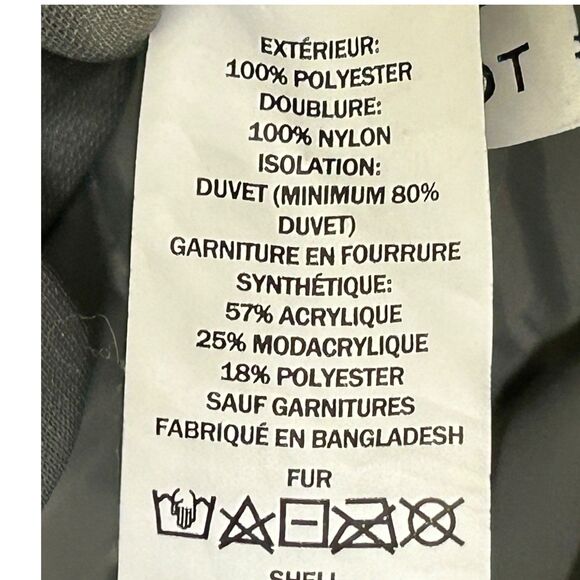 EXTÉRIEUR:
100% POLYESTER
DOUBLURE:
100% NYLON
ISOLATION:
DUVET (MINIMUM 80%
DUVET)
GARNITURE EN FOURRURE
SYNTHÉTIQUE:
57% ACRYLIQUE
25% MODACRYLIQUE
18% POLYESTER
SAUF GARNITURES
FABRIQUÉ EN BANGLADESH
FUR
SHELL